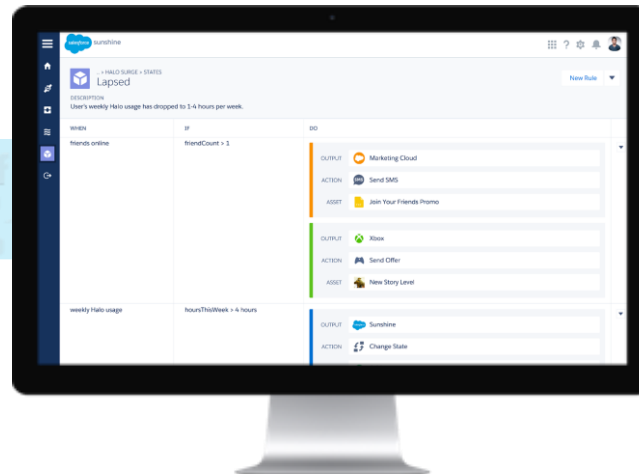 salesforce sunshine
... > HALO SURGE > STATES
Lapsed
New Rule
DESCRIPTION
User's weekly Halo usage has dropped to 1-4 hours per week.
WHEN IF DO
friends online friendCount > 1
OUTPUT Marketing Cloud
ACTION SMS Send SMS
ASSET Join Your Friends Promo
OUTPUT Xbox
ACTION Send Offer
ASSET New Story Level
weekly Halo usage hoursThisWeek > 4 hours
OUTPUT Sunshine
ACTION Change State